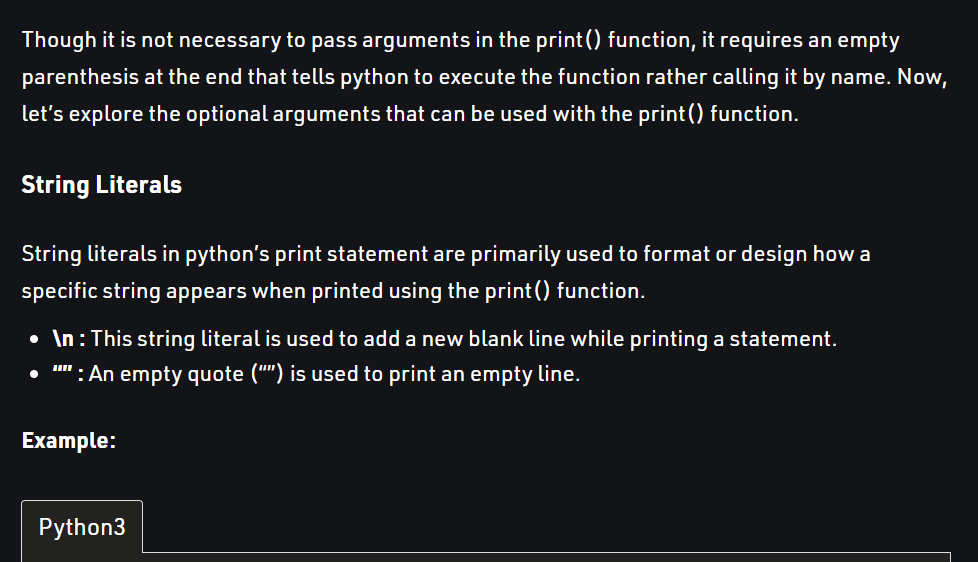 Though it is not necessary to pass arguments in the print() function, it requires an empty
parenthesis at the end that tells python to execute the function rather calling it by name. Now,
let’s explore the optional arguments that can be used with the print() function.
String Literals
String literals in python’s print statement are primarily used to format or design how a
specific string appears when printed using the print() function.
• \n : This string literal is used to add a new blank line while printing a statement.
• “” : An empty quote (“”) is used to print an empty line.
Example:
Python3